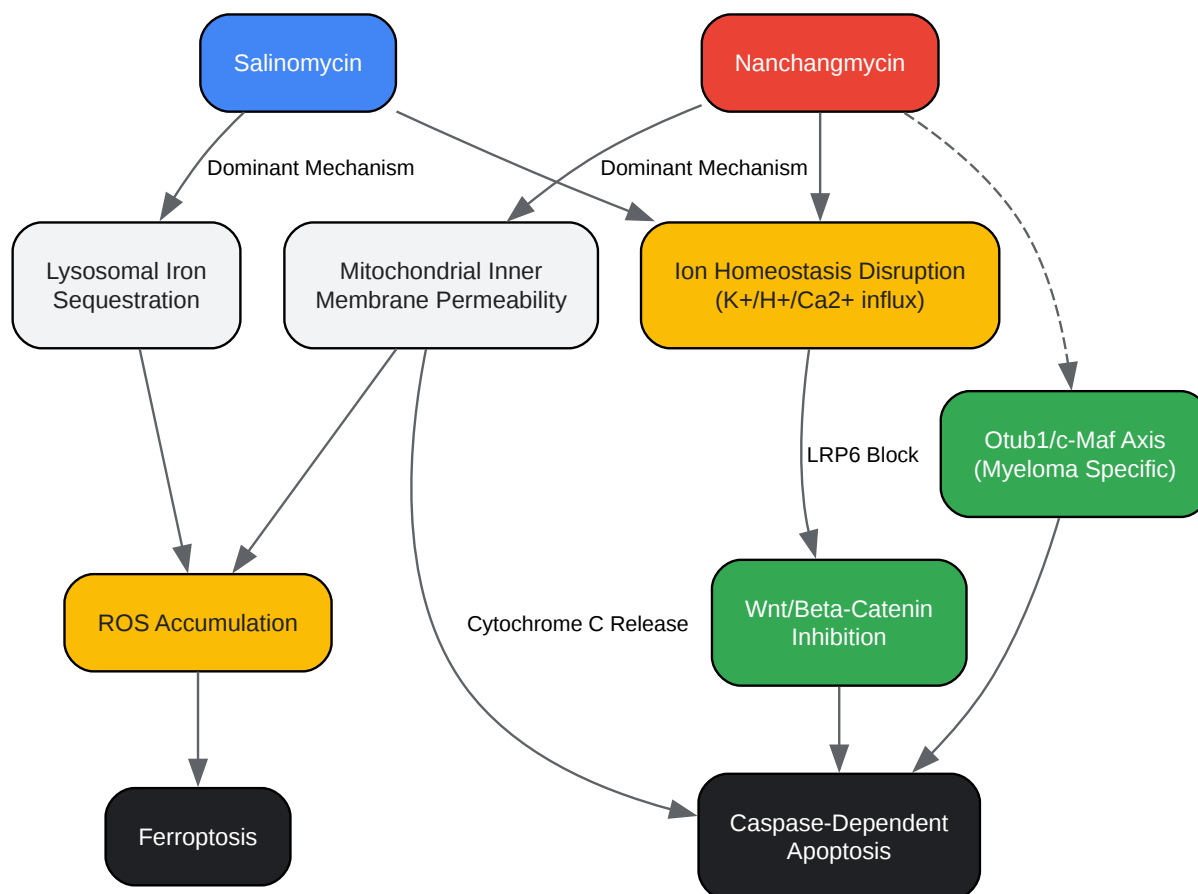 Salinomycin
Nanchangmycin
Dominant Mechanism
Dominant Mechanism
Lysosomal Iron
Sequestration
Mitochondrial Inner
Membrane Permeability
Ion Homeostasis Disruption
(K+/H+/Ca2+ influx)
Otub1/c-Maf Axis
(Myeloma Specific)
LRP6 Block
ROS Accumulation
Cytochrome C Release
Wnt/Beta-Catenin
Inhibition
Ferroptosis
Caspase-Dependent
Apoptosis